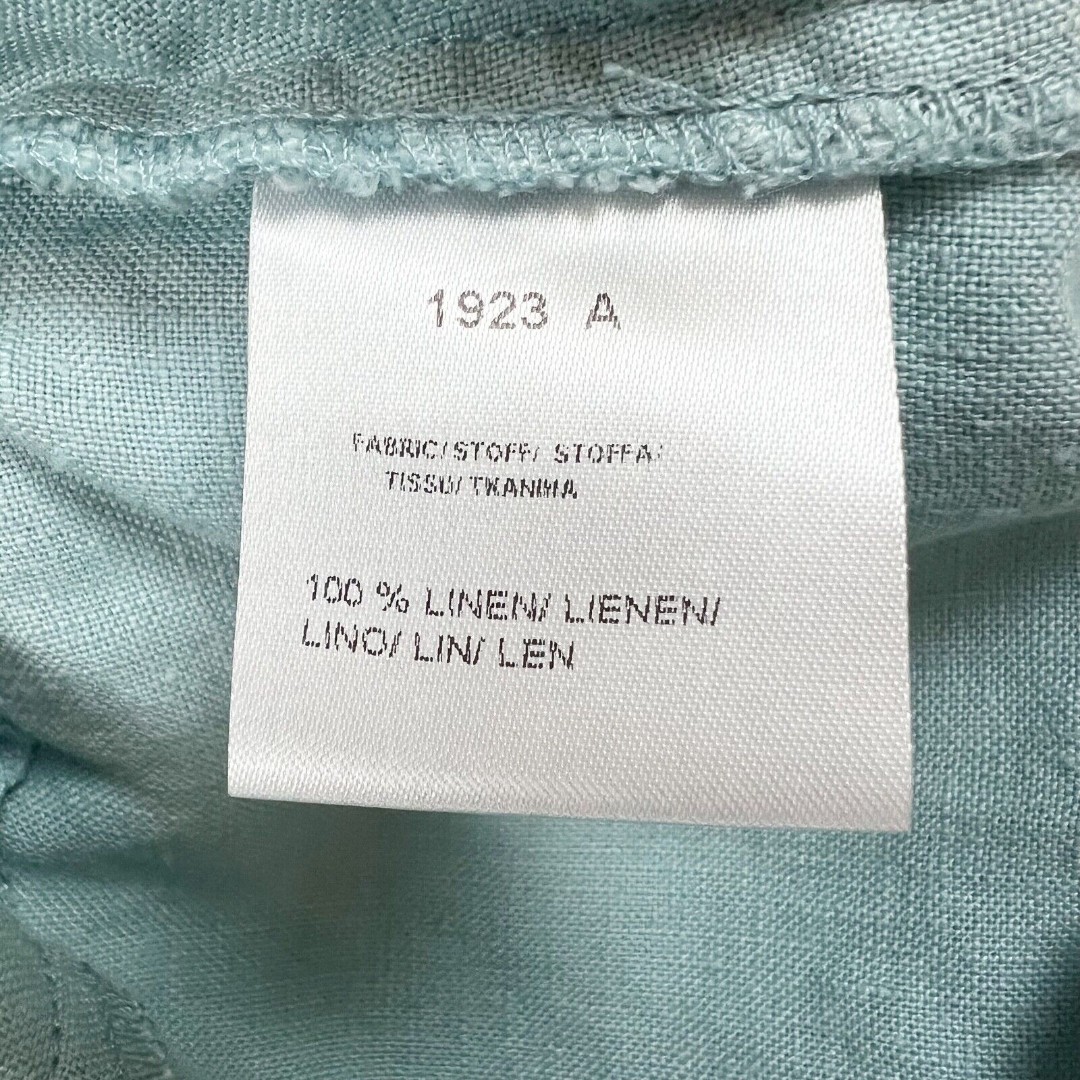 1923 A
FABRIC/STOFF/ STOFFA/
TISSU/TKANINA
100 % LINEN/ LIENEN/
LINO/ LIN/ LEN